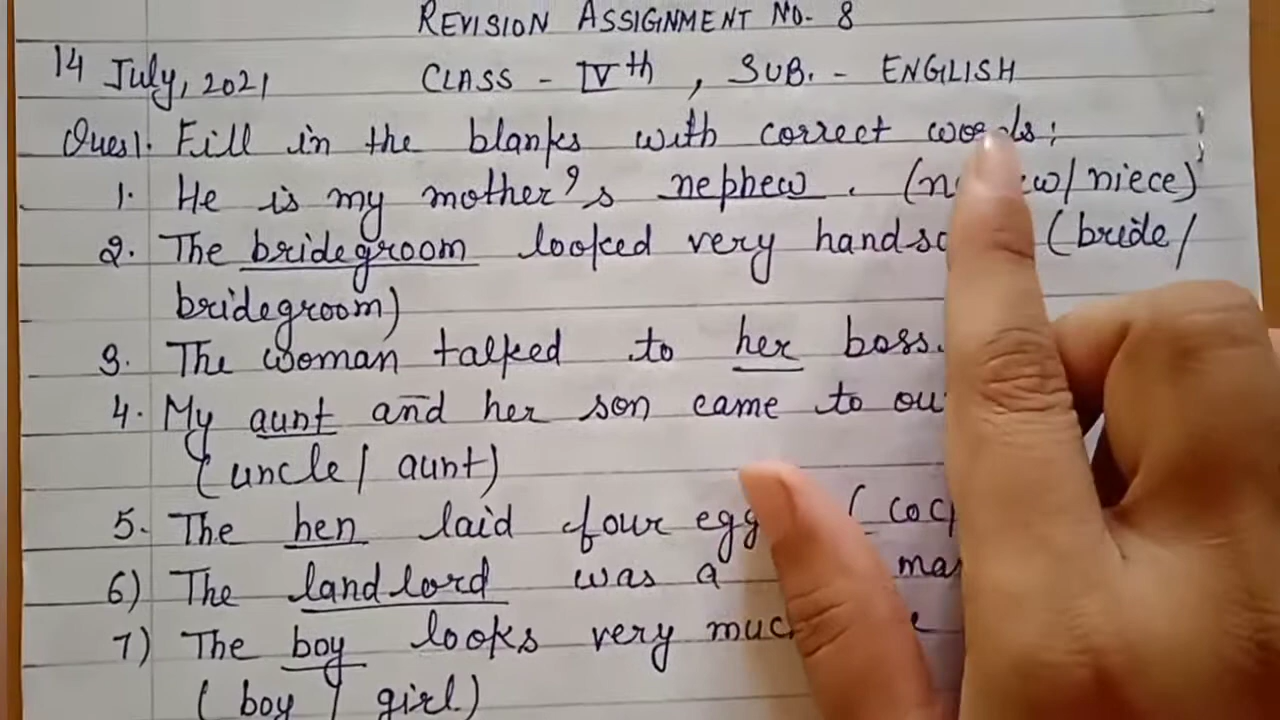 REVISION ASSIGNMENT NO. 8
14 July, 2021 CLASS - IVth , SUB. - ENGLISH
Ques1. Fill in the blanks with correct words:
1. He is my mother's nephew . ( / niece)
2. The bridegroom looked very (bride /
bridegroom)
3. The woman talked to her boss.
4. My aunt and her son came to
(uncle / aunt)
5. The hen laid four (
6) The landlord was a
7) The boy looks very
(boy / girl)